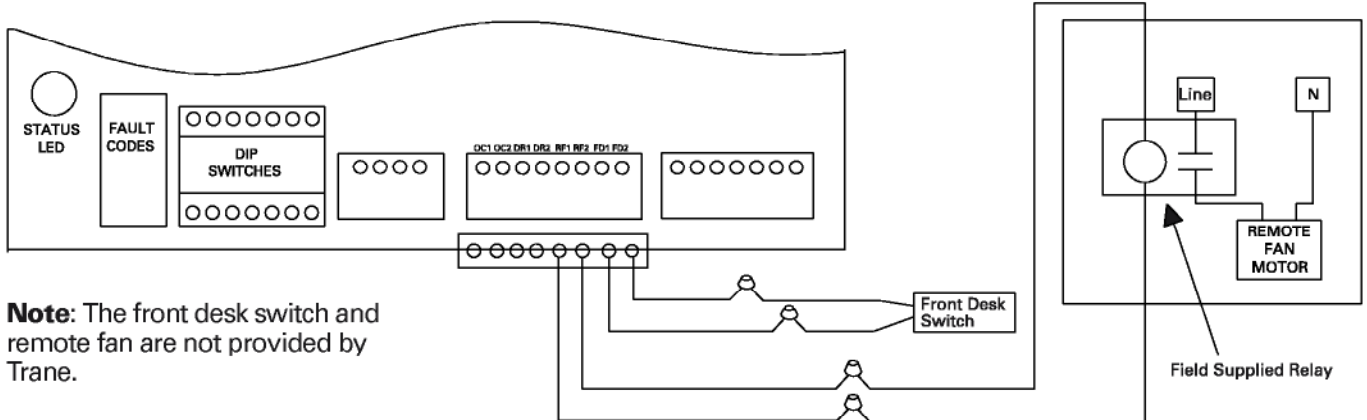 STATUS
LED
FAULT
CODES
DIP
SWITCHES
OC1 OC2 DR1 DR2 RF1 RF2 FD1 FD2
Line
N
REMOTE
FAN
MOTOR
Front Desk
Switch
Field Supplied Relay
Note: The front desk switch and
remote fan are not provided by
Trane.